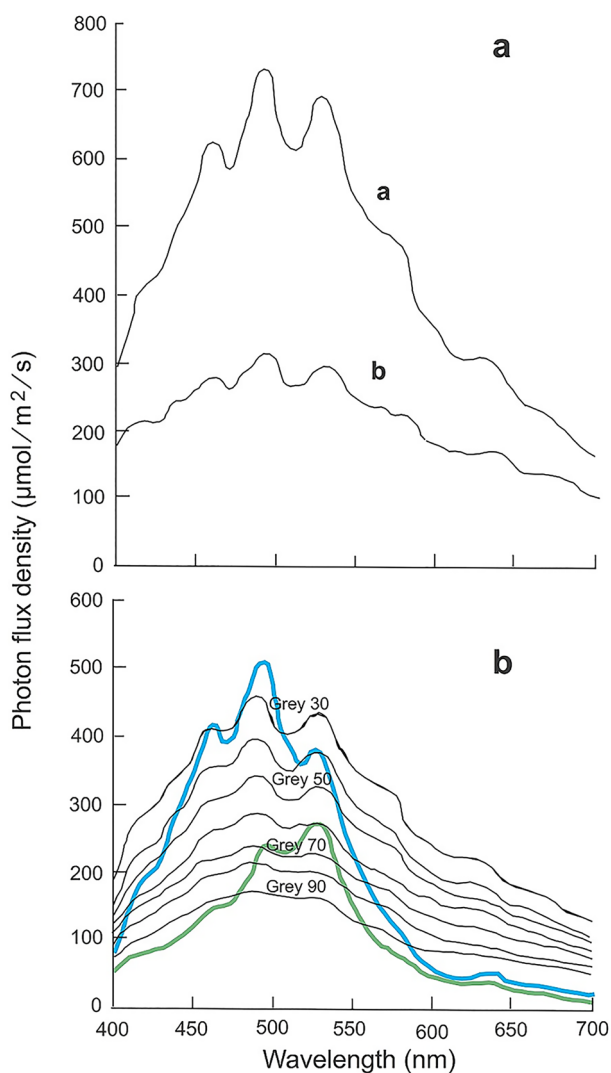 800
a
700
600
a
500
400
300
b
200
100
0
600
b
500
Grey 30
400
Grey 50
300
200
Grey 70
Grey 90
100
0
400 450 500 550 600 650 700
Wavelength (nm)
Photon flux density (μmol/m²/s)